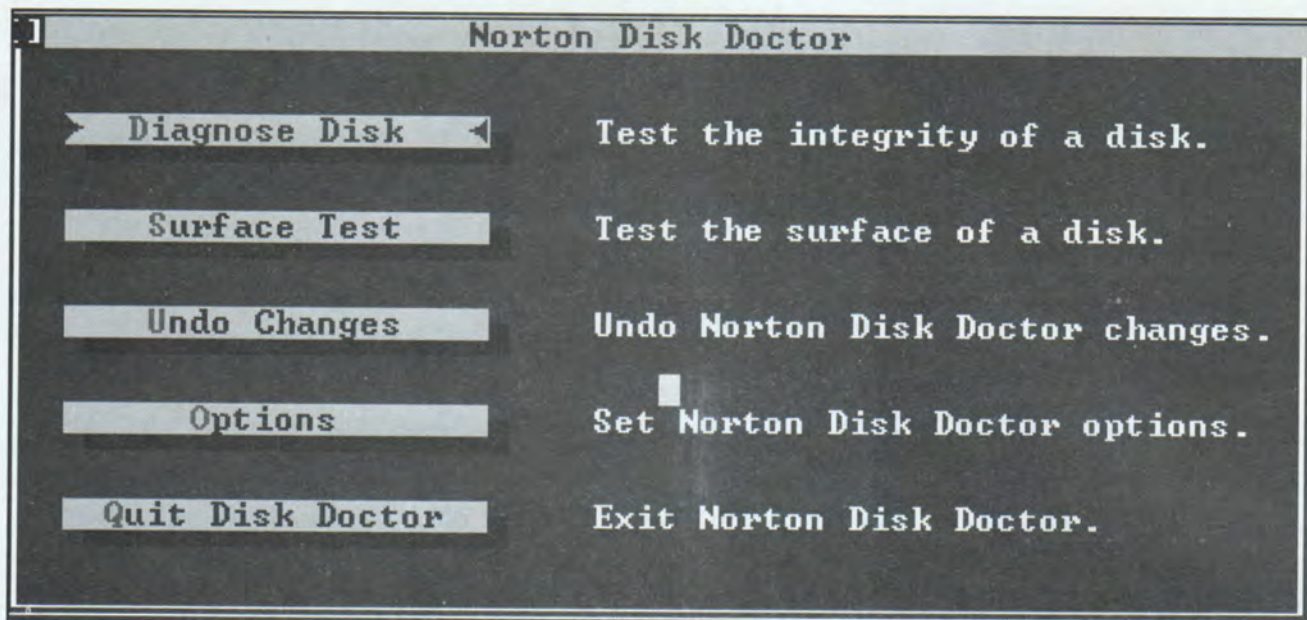 Norton Disk Doctor
Diagnose Disk Test the integrity of a disk.
Surface Test Test the surface of a disk.
Undo Changes Undo Norton Disk Doctor changes.
Options Set Norton Disk Doctor options.
Quit Disk Doctor Exit Norton Disk Doctor.